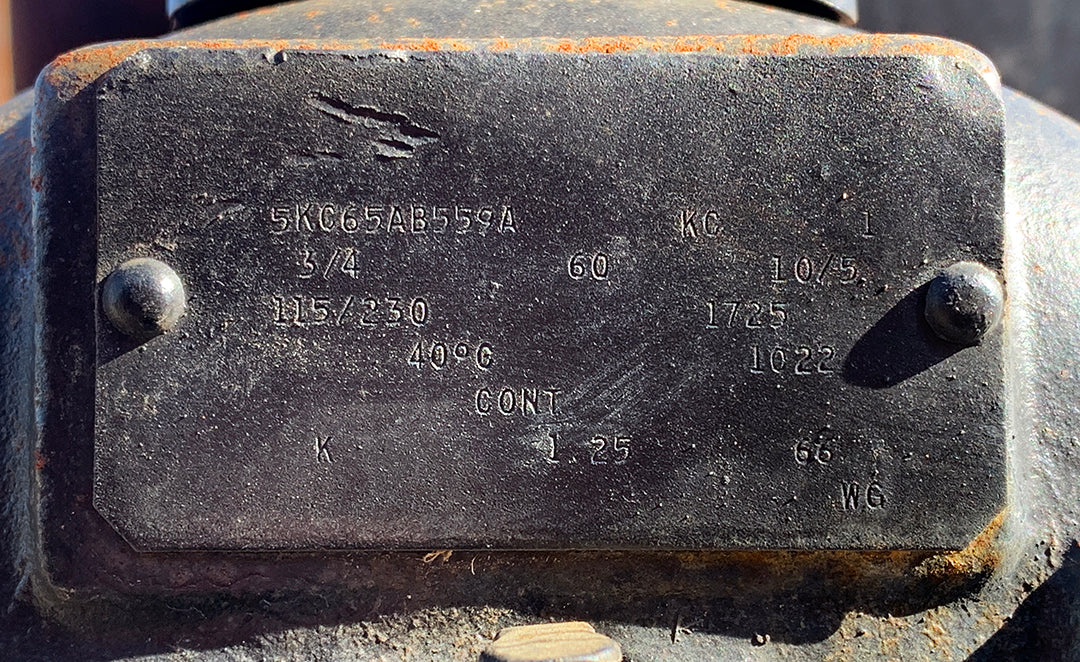 5KC65AB559A KC 1
3/4 60 10/5
115/230 1725
40°C 1022
CONT
K 1.25 66
WG